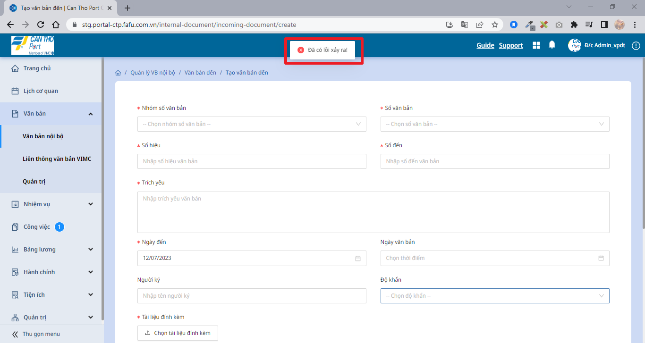 Tạo văn bản đến | Cần Thơ Port I
stg.portal-ctp.fafu.com.vn/internal-document/incoming-document/create
CAN THO
Port
Đã có lỗi xảy ra!
Guide Support
Đ/c Admin_vpdt
Trang chủ
/ Quản lý VB nội bộ / Văn bản đến / Tạo văn bản đến
Lịch cơ quan
Văn bản
Văn bản nội bộ
Liên thông văn bản VIMC
Quản trị
Nhiệm vụ
Công việc 1
Bảng lương
Hành chính
Tiện ích
Quản trị
Thu gọn menu
* Nhóm sổ văn bản
* Sổ văn bản
-- Chọn nhóm sổ văn bản --
-- Chọn sổ văn bản --
* Số hiệu
* Số đến
Nhập số hiệu văn bản
Nhập số đến văn bản
* Trích yếu
Nhập trích yếu văn bản
* Ngày đến
Ngày văn bản
12/07/2023
Chọn thời điểm
Người ký
Độ khẩn
Nhập tên người ký
-- Chọn độ khẩn --
* Tài liệu đính kèm
Chọn tài liệu đính kèm